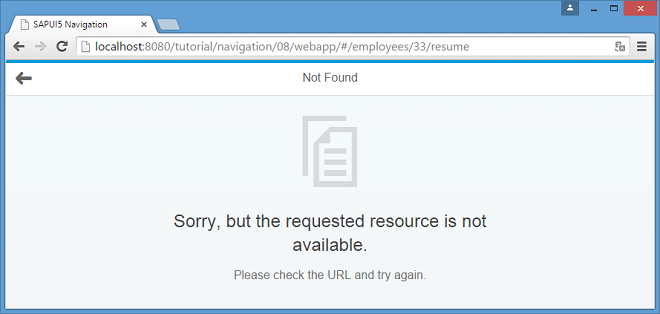 SAPUI5 Navigation
localhost:8080/tutorial/navigation/08/webapp/#/employees/33/resume
Not Found
Sorry, but the requested resource is not
available.
Please check the URL and try again.